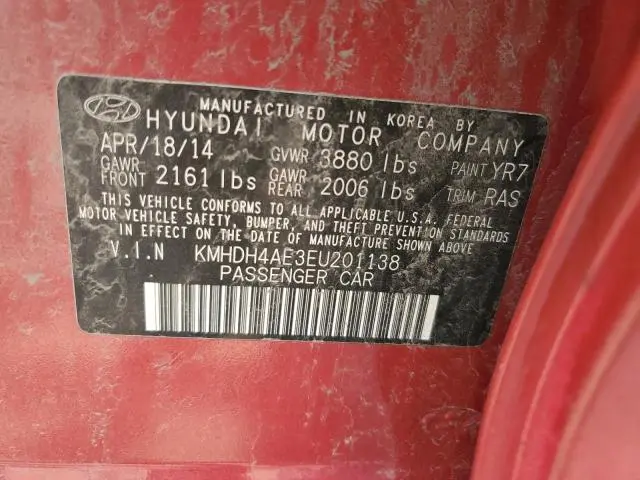 MANUFACTURED IN KOREA BY
HYUNDAI MOTOR COMPANY
APR/18/14 GVWR 3880 lbs PAINT YR7
GAWR FRONT 2161 lbs GAWR REAR 2006 lbs TRIM RAS
THIS VEHICLE CONFORMS TO ALL APPLICABLE U.S.A. FEDERAL
MOTOR VEHICLE SAFETY, BUMPER, AND THEFT PREVENTION STANDARDS
IN EFFECT ON THE DATE OF MANUFACTURE SHOWN ABOVE
V.I.N KMHDH4AE3EU201138
PASSENGER CAR